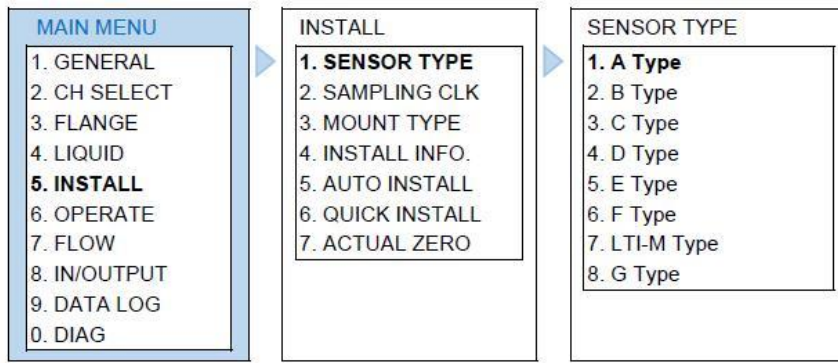 MAIN MENU
1. GENERAL
2. CH SELECT
3. FLANGE
4. LIQUID
5. INSTALL
6. OPERATE
7. FLOW
8. IN/OUTPUT
9. DATA LOG
0. DIAG
INSTALL
1. SENSOR TYPE
2. SAMPLING CLK
3. MOUNT TYPE
4. INSTALL INFO.
5. AUTO INSTALL
6. QUICK INSTALL
7. ACTUAL ZERO
SENSOR TYPE
1. A Type
2. B Type
3. C Type
4. D Type
5. E Type
6. F Type
7. LTI-M Type
8. G Type